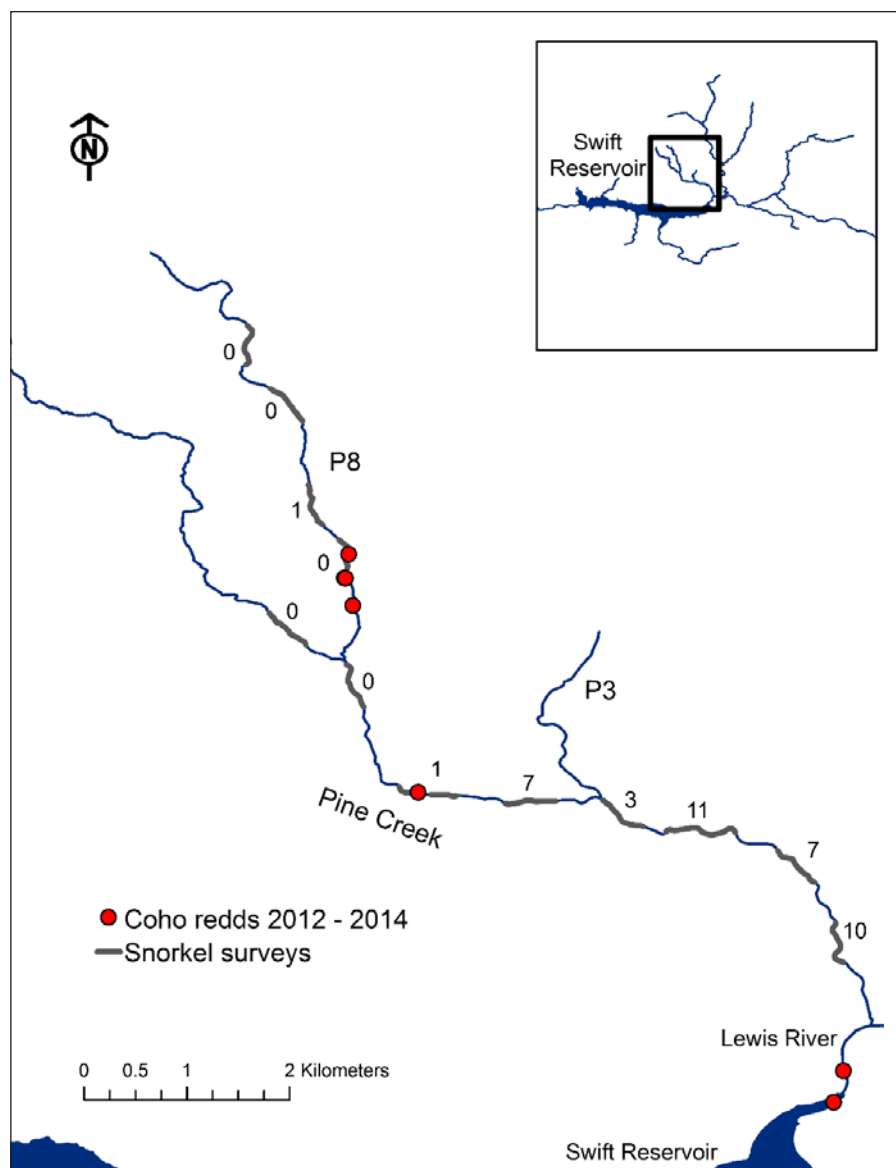 N
Swift
Reservoir
0
0
P8
1
0
0
0
P3
1
7
3
11
7
10
Pine Creek
Coho redds 2012 - 2014
Snorkel surveys
Lewis River
0 0.5 1 2 Kilometers
Swift Reservoir